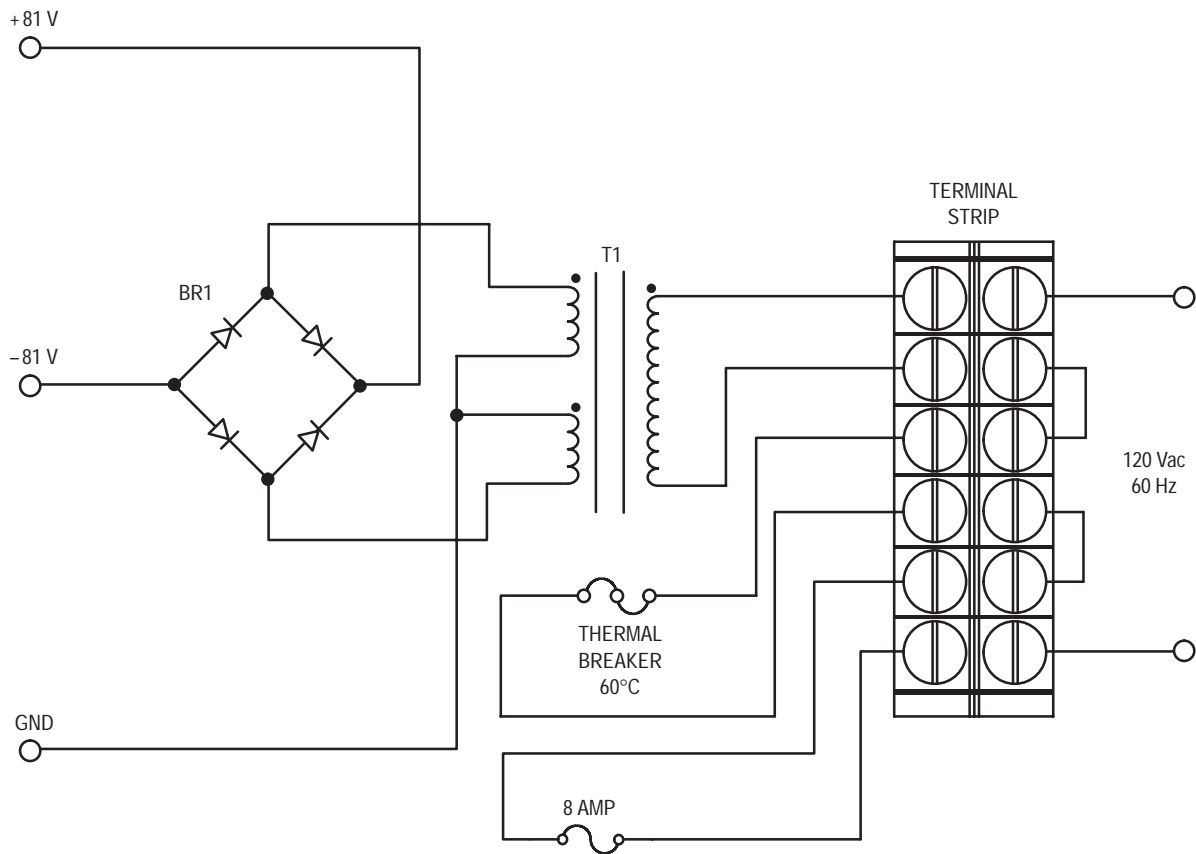 +81 V
TERMINAL
STRIP
T1
BR1
–81 V
120 Vac
60 Hz
THERMAL
BREAKER
60°C
GND
8 AMP